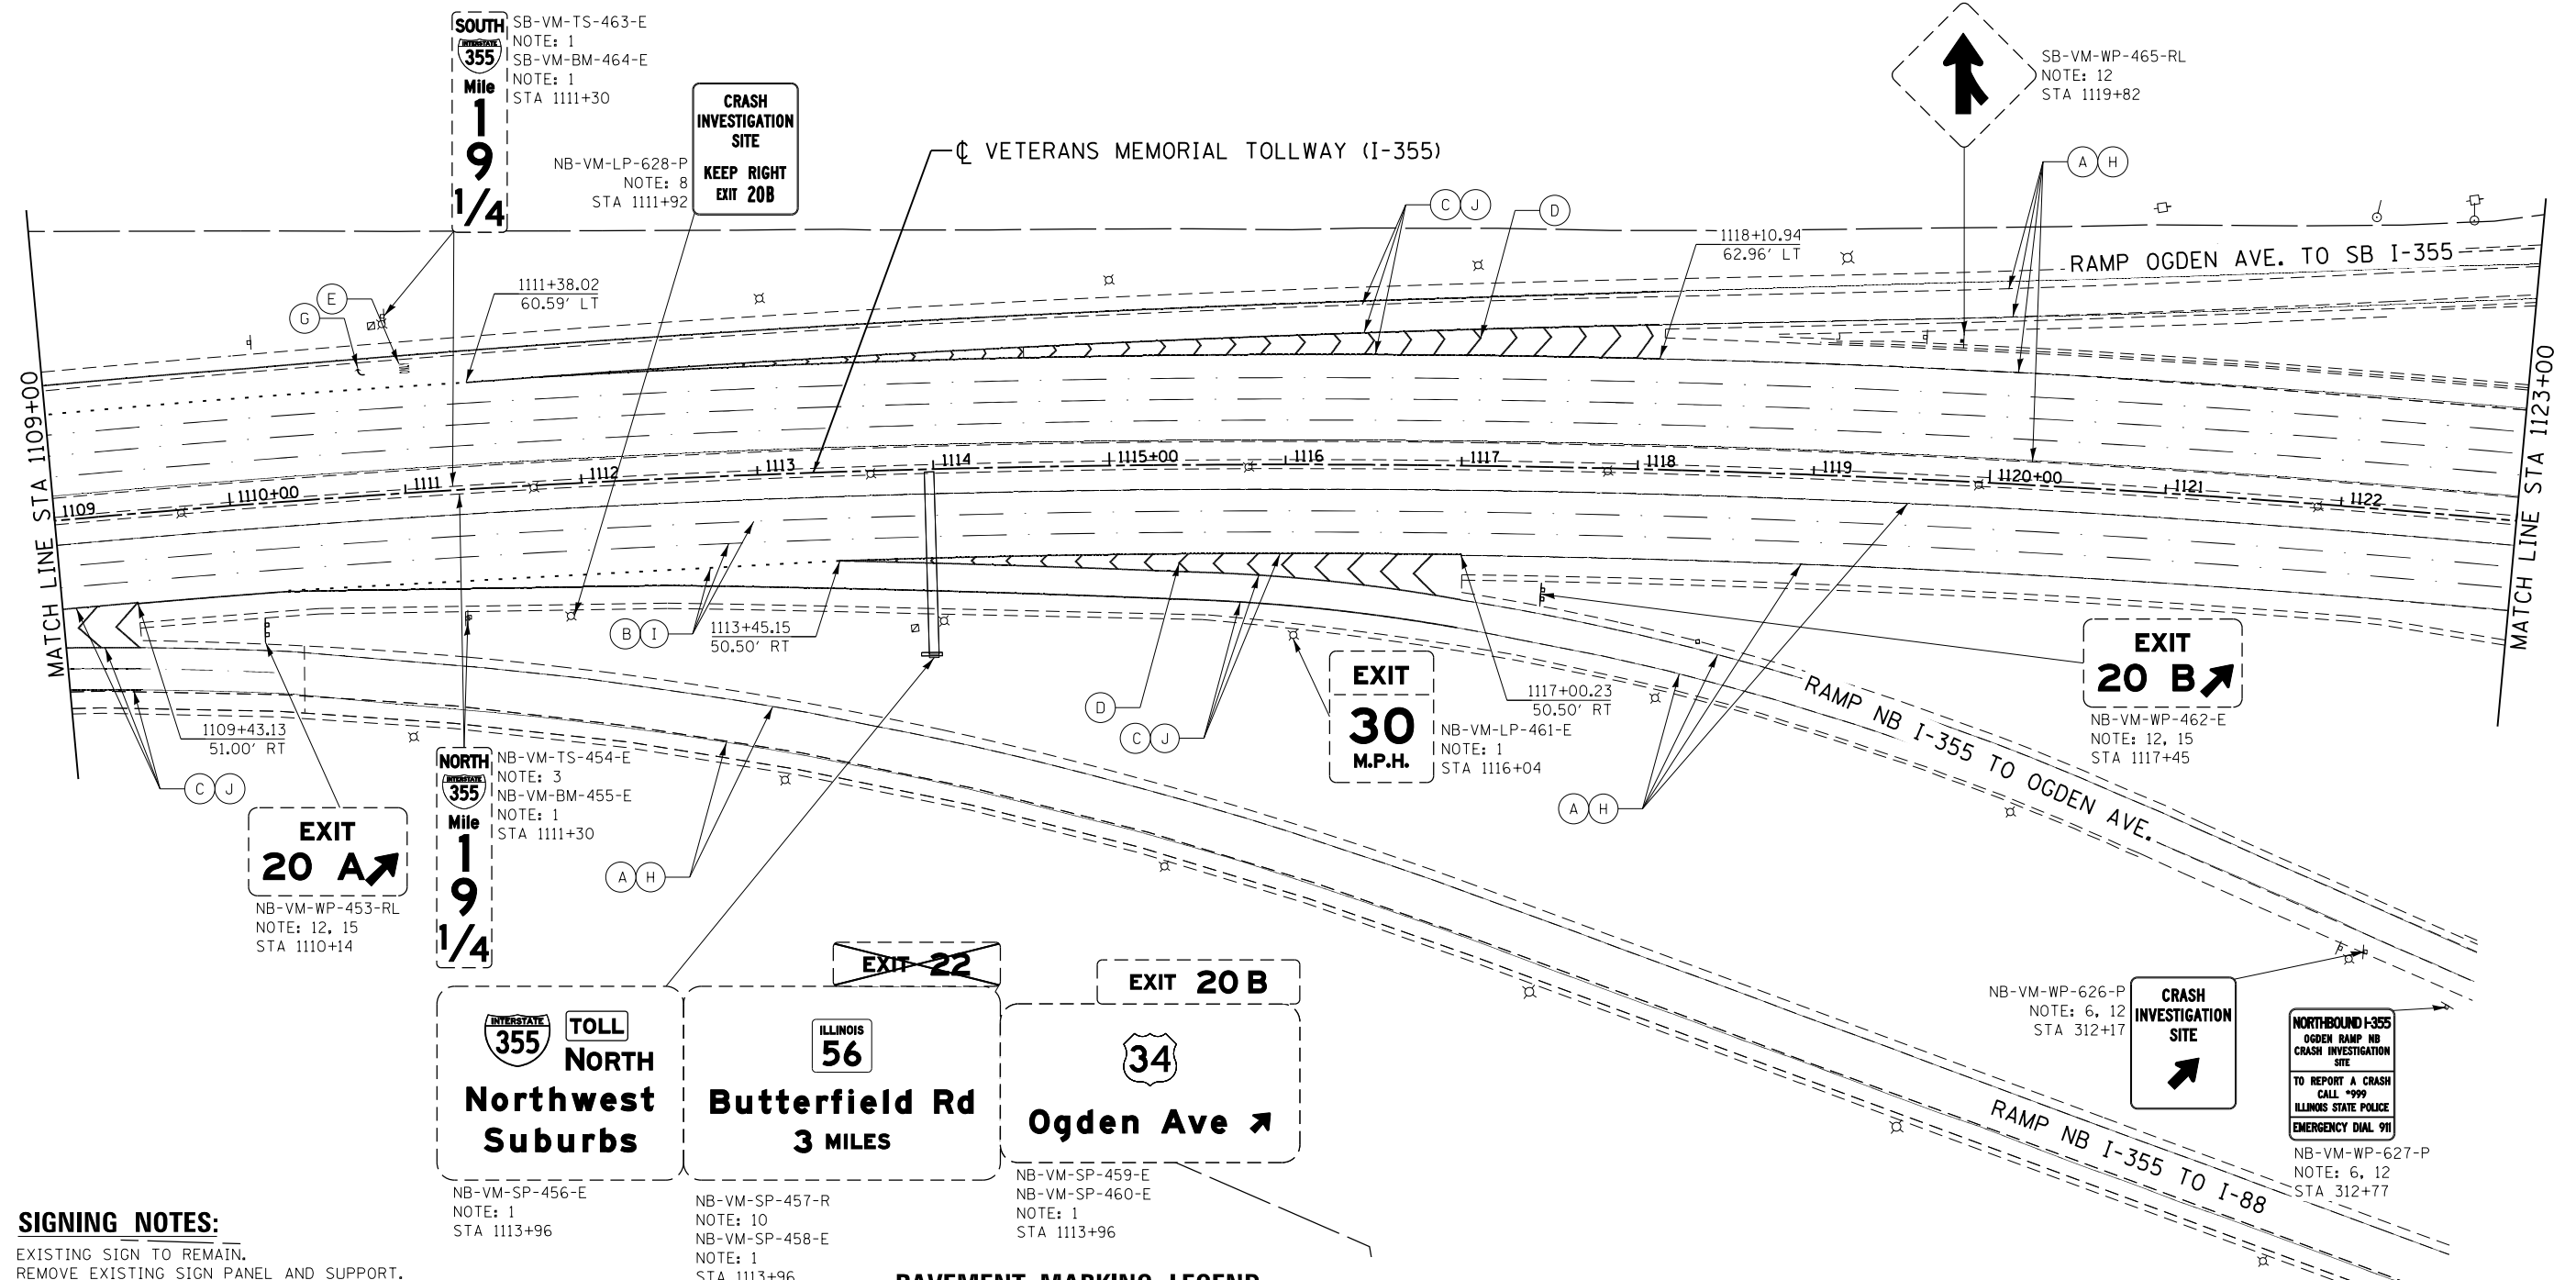 SOUTH
INTERSTATE
355
Mile
1
9
1/4
SB-VM-TS-463-E
NOTE: 1
SB-VM-BM-464-E
NOTE: 1
STA 1111+30
CRASH
INVESTIGATION
SITE
KEEP RIGHT
EXIT 20B
NB-VM-LP-628-P
NOTE: 8
STA 1111+92
℄ VETERANS MEMORIAL TOLLWAY (I-355)
SB-VM-WP-465-RL
NOTE: 12
STA 1119+82
A H
C J
D
1118+10.94
62.96' LT
RAMP OGDEN AVE. TO SB I-355
E
G
1111+38.02
60.59' LT
MATCH LINE STA 1109+00
MATCH LINE STA 1123+00
1109
1110+00
1111
1112
1113
1114
1115+00
1116
1117
1118
1119
1120+00
1121
1122
B I
1113+45.15
50.50' RT
D
C J
EXIT
30
M.P.H.
NB-VM-LP-461-E
NOTE: 1
STA 1116+04
1117+00.23
50.50' RT
A H
RAMP NB I-355 TO OGDEN AVE.
EXIT
20 B
NB-VM-WP-462-E
NOTE: 12, 15
STA 1117+45
1109+43.13
51.00' RT
C J
EXIT
20 A
NB-VM-WP-453-RL
NOTE: 12, 15
STA 1110+14
NORTH
INTERSTATE
355
Mile
1
9
1/4
NB-VM-TS-454-E
NOTE: 3
NB-VM-BM-455-E
NOTE: 1
STA 1111+30
A H
INTERSTATE
355
TOLL
NORTH
Northwest
Suburbs
NB-VM-SP-456-E
NOTE: 1
STA 1113+96
EXIT 22
ILLINOIS
56
Butterfield Rd
3 MILES
NB-VM-SP-457-R
NOTE: 10
NB-VM-SP-458-E
NOTE: 1
STA 1113+96
EXIT 20 B
34
Ogden Ave
NB-VM-SP-459-E
NB-VM-SP-460-E
NOTE: 1
STA 1113+96
NB-VM-WP-626-P
NOTE: 6, 12
STA 312+17
CRASH
INVESTIGATION
SITE
NORTHBOUND I-355
OGDEN RAMP NB
CRASH INVESTIGATION
SITE
TO REPORT A CRASH
CALL *999
ILLINOIS STATE POLICE
EMERGENCY DIAL 911
NB-VM-WP-627-P
NOTE: 6, 12
STA 312+77
RAMP NB I-355 TO I-88
SIGNING NOTES:
EXISTING SIGN TO REMAIN.
REMOVE EXISTING SIGN PANEL AND SUPPORT.
PAVEMENT MARKING LEGEND